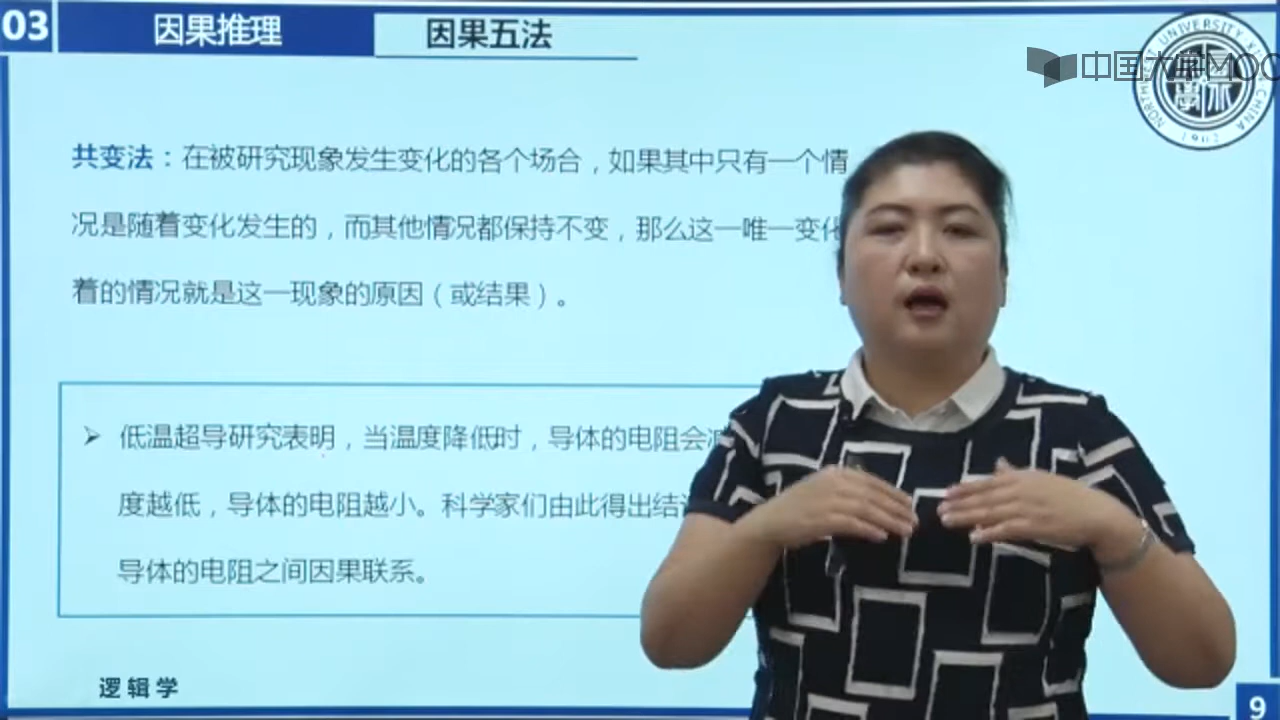 03
因果推理
因果五法
中国大学MOO
NORTHWEST UNIVERSITY XI'AN CHINA
1902
共变法：在被研究现象发生变化的各个场合，如果其中只有一个情
况是随着变化发生的，而其他情况都保持不变，那么这一唯一变化
着的情况就是这一现象的原因（或结果）。
➢ 低温超导研究表明，当温度降低时，导体的电阻会减
度越低，导体的电阻越小。科学家们由此得出结
导体的电阻之间因果联系。
逻辑学
9